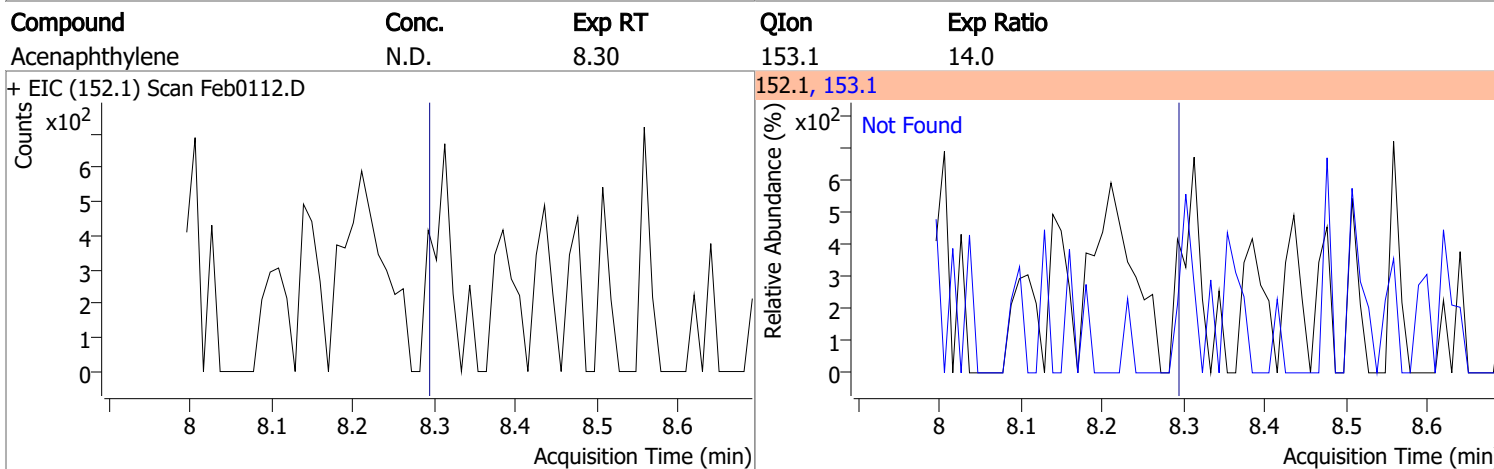 Compound Conc. Exp RT QIon Exp Ratio
Acenaphthylene N.D. 8.30 153.1 14.0
+ EIC (152.1) Scan Feb0112.D
Counts
x10²
6
5
4
3
2
1
0
8 8.1 8.2 8.3 8.4 8.5 8.6
Acquisition Time (min)
152.1, 153.1
Relative Abundance (%)
x10²
Not Found
6
5
4
3
2
1
0
8 8.1 8.2 8.3 8.4 8.5 8.6
Acquisition Time (min